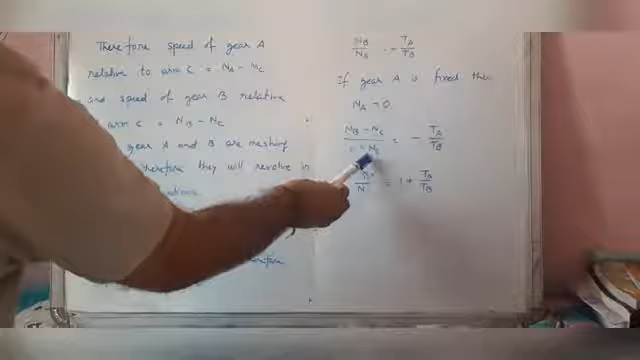 Therefore speed of gear A
relative to arm C = NA - NC
and speed of gear B relative
arm C = NB - NC
gear A and B are meshing
therefore they will revolve in
NB/NA = TA/TB
If gear A is fixed then
NA = 0
(NB - NC)/(0 - NC) = - TA/TB
= 1 + TA/TB